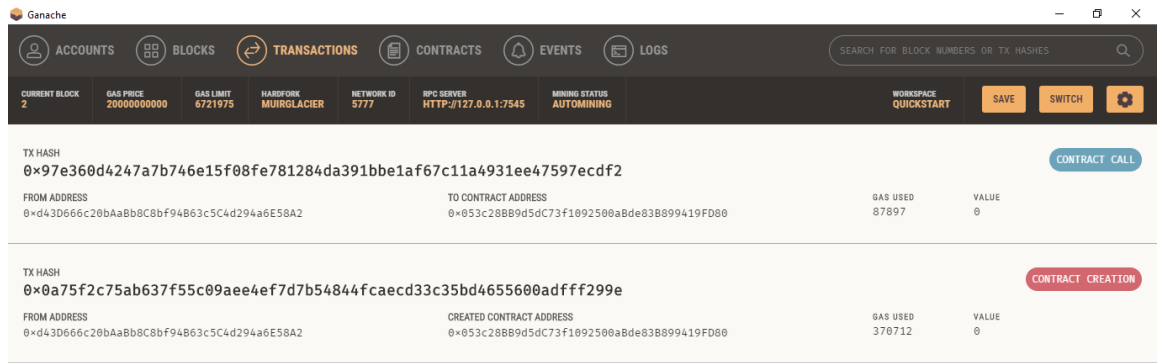 Ganache
ACCOUNTS BLOCKS TRANSACTIONS CONTRACTS EVENTS LOGS SEARCH FOR BLOCK NUMBERS OR TX HASHES
CURRENT BLOCK GAS PRICE GAS LIMIT HARDFORK NETWORK ID RPC SERVER MINING STATUS WORKSPACE
2 20000000000 6721975 MUIRGLACIER 5777 HTTP://127.0.0.1:7545 AUTOMINING QUICKSTART SAVE SWITCH
TX HASH CONTRACT CALL
0×97e360d4247a7b746e15f08fe781284da391bbe1af67c11a4931ee47597ecdf2
FROM ADDRESS TO CONTRACT ADDRESS GAS USED VALUE
0×d43D666c20bAaBb8C8bf94B63c5C4d294a6E58A2 0×053c28BB9d5dC73f1092500aBde83B899419FD80 87897 0
TX HASH CONTRACT CREATION
0×0a75f2c75ab637f55c09aee4ef7d7b54844fcaecd33c35bd4655600adfff299e
FROM ADDRESS CREATED CONTRACT ADDRESS GAS USED VALUE
0×d43D666c20bAaBb8C8bf94B63c5C4d294a6E58A2 0×053c28BB9d5dC73f1092500aBde83B899419FD80 370712 0